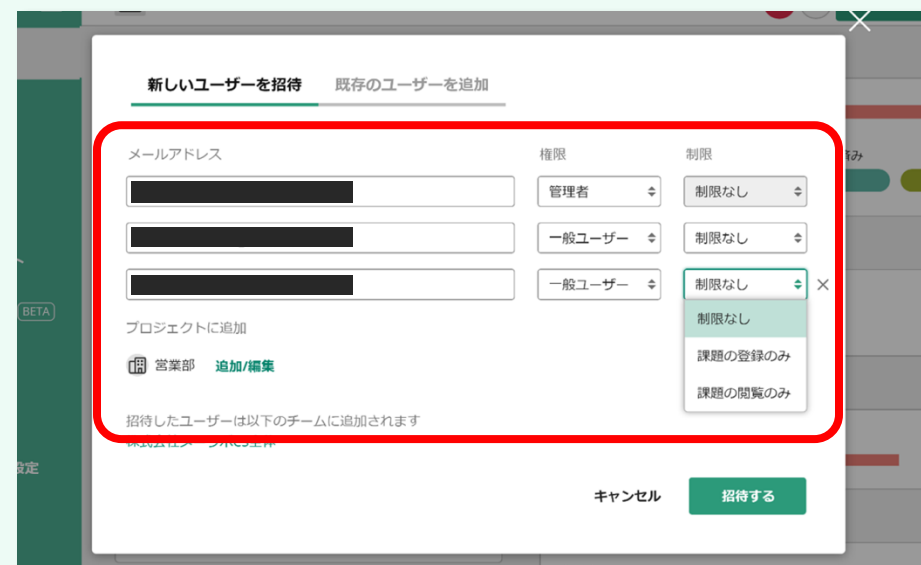 新しいユーザーを招待 既存のユーザーを追加
メールアドレス 権限 制限
済み
管理者 制限なし
一般ユーザー 制限なし
一般ユーザー 制限なし
制限なし
課題の登録のみ
課題の閲覧のみ
BETA
プロジェクトに追加
営業部 追加/編集
招待したユーザーは以下のチームに追加されます
設定
キャンセル 招待する